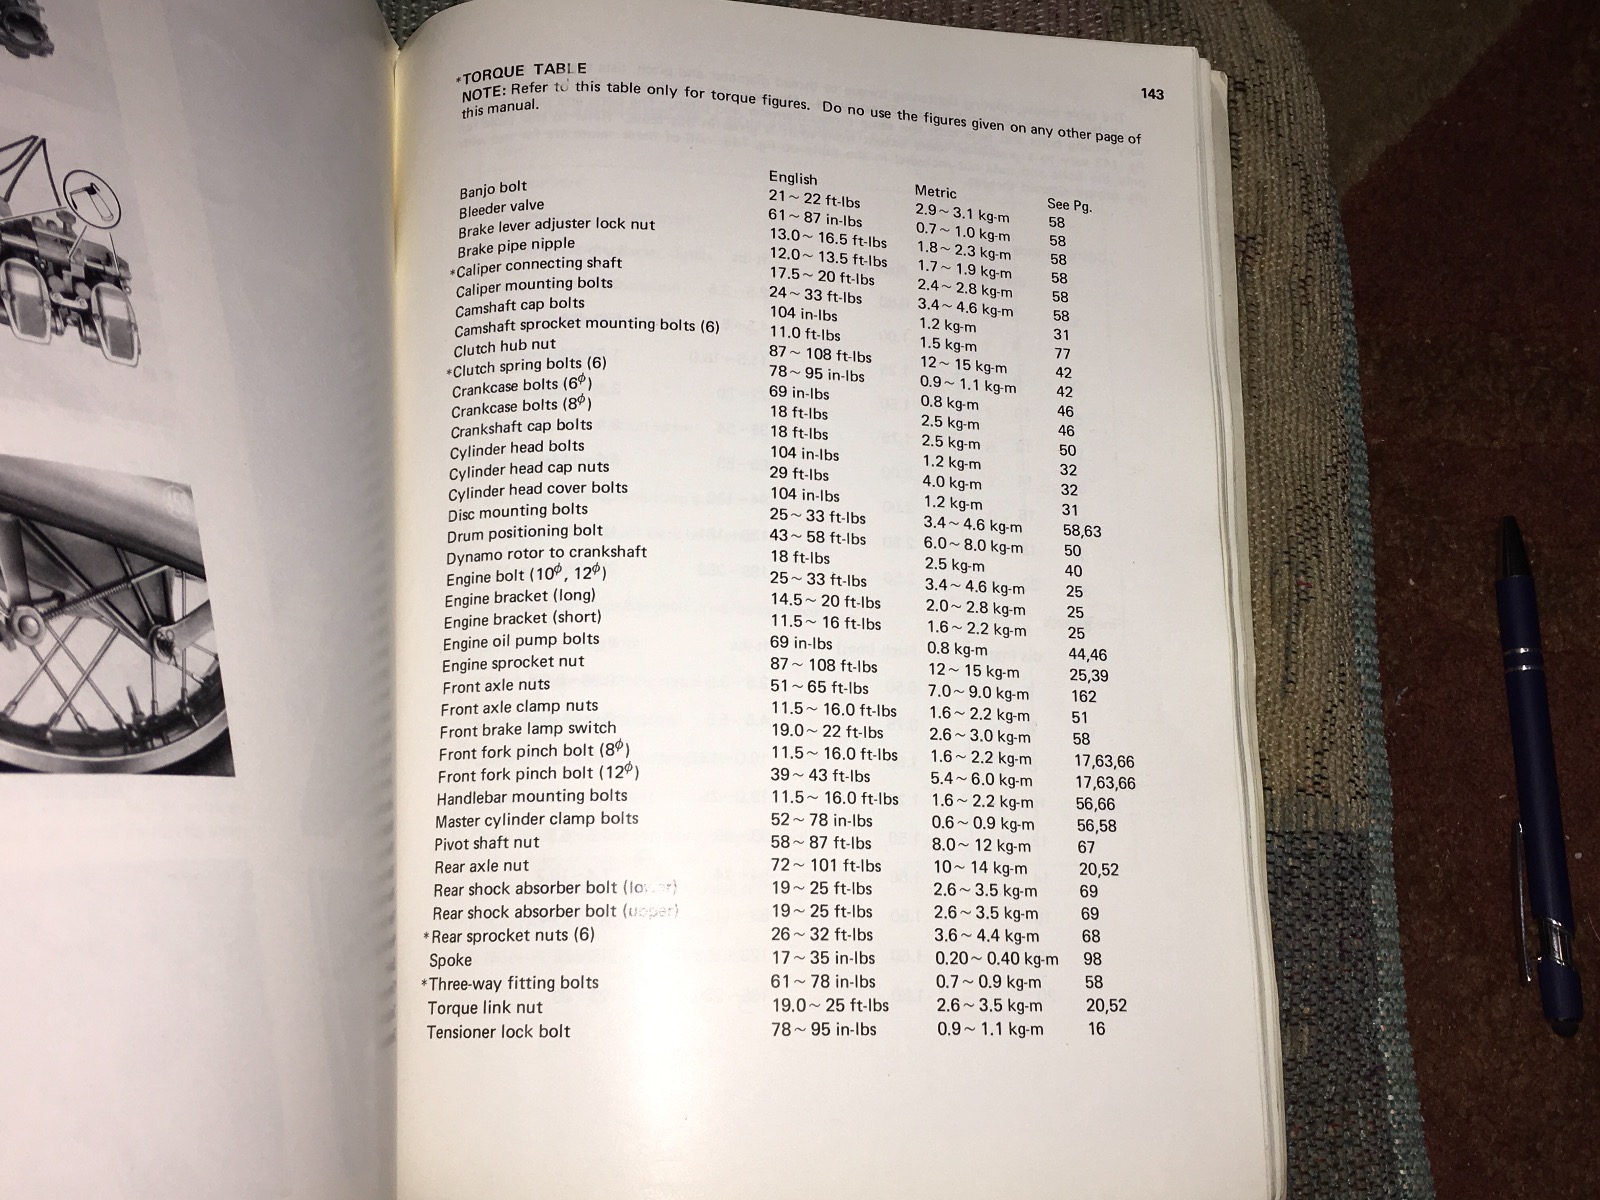 *TORQUE TABLE
143
NOTE: Refer to this table only for torque figures. Do no use the figures given on any other page of
this manual.
English Metric See Pg.
Banjo bolt 21~22 ft-lbs 2.9~3.1 kg-m 58
Bleeder valve 61~87 in-lbs 0.7~1.0 kg-m 58
Brake lever adjuster lock nut 13.0~16.5 ft-lbs 1.8~2.3 kg-m 58
Brake pipe nipple 12.0~13.5 ft-lbs 1.7~1.9 kg-m 58
*Caliper connecting shaft 17.5~20 ft-lbs 2.4~2.8 kg-m 58
Caliper mounting bolts 24~33 ft-lbs 3.4~4.6 kg-m 58
Camshaft cap bolts 104 in-lbs 1.2 kg-m 31
Camshaft sprocket mounting bolts (6) 11.0 ft-lbs 1.5 kg-m 77
Clutch hub nut 87~108 ft-lbs 12~15 kg-m 42
*Clutch spring bolts (6) 78~95 in-lbs 0.9~1.1 kg-m 42
Crankcase bolts (6ϕ) 69 in-lbs 0.8 kg-m 46
Crankcase bolts (8ϕ) 18 ft-lbs 2.5 kg-m 46
Crankshaft cap bolts 18 ft-lbs 2.5 kg-m 50
Cylinder head bolts 104 in-lbs 1.2 kg-m 32
Cylinder head cap nuts 29 ft-lbs 4.0 kg-m 32
Cylinder head cover bolts 104 in-lbs 1.2 kg-m 31
Disc mounting bolts 25~33 ft-lbs 3.4~4.6 kg-m 58,63
Drum positioning bolt 43~58 ft-lbs 6.0~8.0 kg-m 50
Dynamo rotor to crankshaft 18 ft-lbs 2.5 kg-m 40
Engine bolt (10ϕ, 12ϕ) 25~33 ft-lbs 3.4~4.6 kg-m 25
Engine bracket (long) 14.5~20 ft-lbs 2.0~2.8 kg-m 25
Engine bracket (short) 11.5~16 ft-lbs 1.6~2.2 kg-m 25
Engine oil pump bolts 69 in-lbs 0.8 kg-m 44,46
Engine sprocket nut 87~108 ft-lbs 12~15 kg-m 25,39
Front axle nuts 51~65 ft-lbs 7.0~9.0 kg-m 162
Front axle clamp nuts 11.5~16.0 ft-lbs 1.6~2.2 kg-m 51
Front brake lamp switch 19.0~22 ft-lbs 2.6~3.0 kg-m 58
Front fork pinch bolt (8ϕ) 11.5~16.0 ft-lbs 1.6~2.2 kg-m 17,63,66
Front fork pinch bolt (12ϕ) 39~43 ft-lbs 5.4~6.0 kg-m 17,63,66
Handlebar mounting bolts 11.5~16.0 ft-lbs 1.6~2.2 kg-m 56,66
Master cylinder clamp bolts 52~78 in-lbs 0.6~0.9 kg-m 56,58
Pivot shaft nut 58~87 ft-lbs 8.0~12 kg-m 67
Rear axle nut 72~101 ft-lbs 10~14 kg-m 20,52
Rear shock absorber bolt (lower) 19~25 ft-lbs 2.6~3.5 kg-m 69
Rear shock absorber bolt (upper) 19~25 ft-lbs 2.6~3.5 kg-m 69
*Rear sprocket nuts (6) 26~32 ft-lbs 3.6~4.4 kg-m 68
Spoke 17~35 in-lbs 0.20~0.40 kg-m 98
*Three-way fitting bolts 61~78 in-lbs 0.7~0.9 kg-m 58
Torque link nut 19.0~25 ft-lbs 2.6~3.5 kg-m 20,52
Tensioner lock bolt 78~95 in-lbs 0.9~1.1 kg-m 16